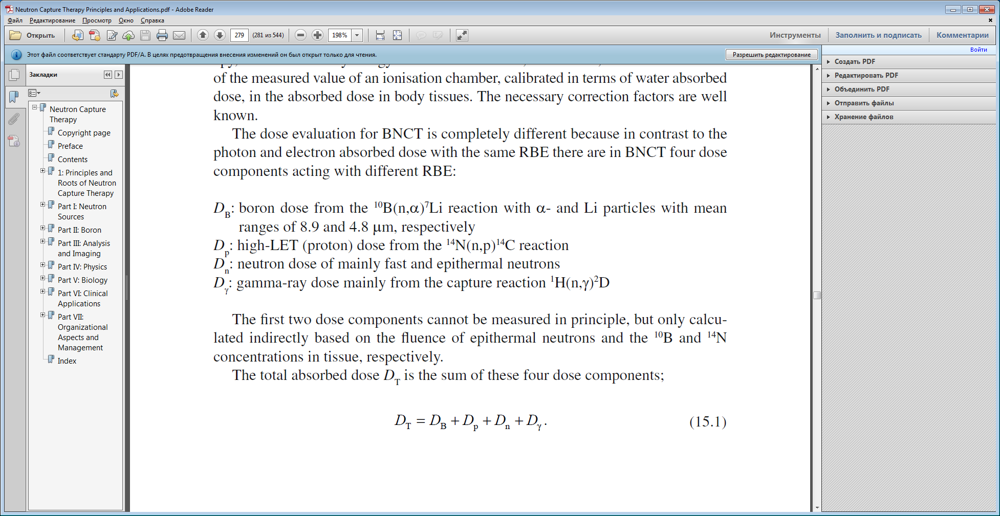 Neutron Capture Therapy Principles and Applications.pdf - Adobe Reader
Файл Редактирование Просмотр Окно Справка
Открыть 279 (281 из 544) 198% Инструменты Заполнить и подписать Комментарии
Этот файл соответствует стандарту PDF/A. В целях предотвращения внесения изменений он был открыт только для чтения. Разрешить редактирование
Войти
Создать PDF
Редактировать PDF
Объединить PDF
Отправить файлы
Хранение файлов
Закладки
Neutron Capture
Therapy
Copyright page
Preface
Contents
1: Principles and
Roots of Neutron
Capture Therapy
Part I: Neutron
Sources
Part II: Boron
Part III: Analysis
and Imaging
Part IV: Physics
Part V: Biology
Part VI: Clinical
Applications
Part VII:
Organizational
Aspects and
Management
Index
of the measured value of an ionisation chamber, calibrated in terms of water absorbed
dose, in the absorbed dose in body tissues. The necessary correction factors are well
known.
The dose evaluation for BNCT is completely different because in contrast to the
photon and electron absorbed dose with the same RBE there are in BNCT four dose
components acting with different RBE:
D_B: boron dose from the ¹⁰B(n,α)⁷Li reaction with α- and Li particles with mean
ranges of 8.9 and 4.8 μm, respectively
D_p: high-LET (proton) dose from the ¹⁴N(n,p)¹⁴C reaction
D_n: neutron dose of mainly fast and epithermal neutrons
D_γ: gamma-ray dose mainly from the capture reaction ¹H(n,γ)²D
The first two dose components cannot be measured in principle, but only calcu-
lated indirectly based on the fluence of epithermal neutrons and the ¹⁰B and ¹⁴N
concentrations in tissue, respectively.
The total absorbed dose D_T is the sum of these four dose components;
D_T = D_B + D_p + D_n + D_γ. (15.1)